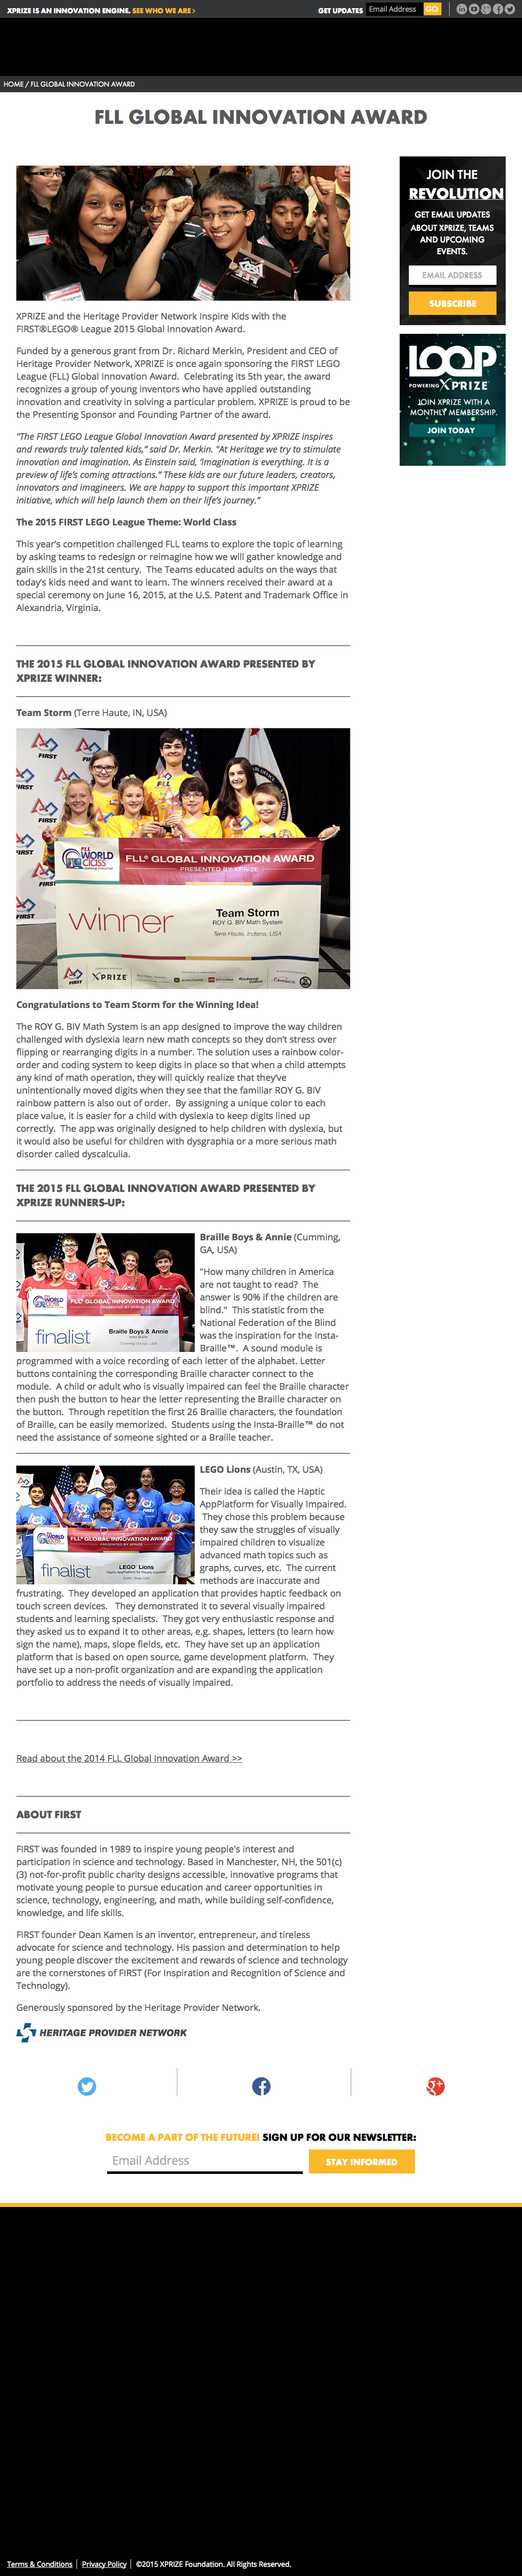 XPRIZE IS AN INNOVATION ENGINE. SEE WHO WE ARE ›
GET UPDATES Email Address GO
HOME / FLL GLOBAL INNOVATION AWARD
FLL GLOBAL INNOVATION AWARD
XPRIZE and the Heritage Provider Network Inspire Kids with the
FIRST®LEGO® League 2015 Global Innovation Award.
Funded by a generous grant from Dr. Richard Merkin, President and CEO of
Heritage Provider Network, XPRIZE is once again sponsoring the FIRST LEGO
League (FLL) Global Innovation Award.  Celebrating its 5th year, the award
recognizes a group of young inventors who have applied outstanding
innovation and creativity in solving a particular problem. XPRIZE is proud to be
the Presenting Sponsor and Founding Partner of the award.
"The FIRST LEGO League Global Innovation Award presented by XPRIZE inspires
and rewards truly talented kids,” said Dr. Merkin. "At Heritage we try to stimulate
innovation and imagination. As Einstein said, ‘Imagination is everything. It is a
preview of life’s coming attractions.” These kids are our future leaders, creators,
innovators and imagineers. We are happy to support this important XPRIZE
initiative, which will help launch them on their life’s journey.”
The 2015 FIRST LEGO League Theme: World Class
This year’s competition challenged FLL teams to explore the topic of learning
by asking teams to redesign or reimagine how we will gather knowledge and
gain skills in the 21st century.  The Teams educated adults on the ways that
today’s kids need and want to learn. The winners received their award at a
special ceremony on June 16, 2015, at the U.S. Patent and Trademark Office in
Alexandria, Virginia.
THE 2015 FLL GLOBAL INNOVATION AWARD PRESENTED BY
XPRIZE WINNER:
Team Storm (Terre Haute, IN, USA)
FIRST
FLL
WORLD
CLASS
FLL® GLOBAL INNOVATION AWARD
PRESENTED BY XPRIZE
winner
Team Storm
ROY G. BIV Math System
Terre Haute, Indiana, USA
FIRST
XPRIZE
Congratulations to Team Storm for the Winning Idea!
The ROY G. BIV Math System is an app designed to improve the way children
challenged with dyslexia learn new math concepts so they don’t stress over
flipping or rearranging digits in a number. The solution uses a rainbow color-
order and coding system to keep digits in place so that when a child attempts
any kind of math operation, they will quickly realize that they’ve
unintentionally moved digits when they see that the familiar ROY G. BIV
rainbow pattern is also out of order.  By assigning a unique color to each
place value, it is easier for a child with dyslexia to keep digits lined up
correctly.  The app was originally designed to help children with dyslexia, but
it would also be useful for children with dysgraphia or a more serious math
disorder called dyscalculia.
THE 2015 FLL GLOBAL INNOVATION AWARD PRESENTED BY
XPRIZE RUNNERS-UP:
FLL® GLOBAL INNOVATION AWARD
PRESENTED BY XPRIZE
finalist
Braille Boys & Annie
Braille Boys & Annie (Cumming,
GA, USA)
"How many children in America
are not taught to read?  The
answer is 90% if the children are
blind."  This statistic from the
National Federation of the Blind
was the inspiration for the Insta-
Braille™.  A sound module is
programmed with a voice recording of each letter of the alphabet. Letter
buttons containing the corresponding Braille character connect to the
module.  A child or adult who is visually impaired can feel the Braille character
then push the button to hear the letter representing the Braille character on
the button.  Through repetition the first 26 Braille characters, the foundation
of Braille, can be easily memorized.  Students using the Insta-Braille™ do not
need the assistance of someone sighted or a Braille teacher.
FLL® GLOBAL INNOVATION AWARD
finalist
LEGO® Lions
LEGO Lions (Austin, TX, USA)
Their idea is called the Haptic
AppPlatform for Visually Impaired.
They chose this problem because
they saw the struggles of visually
impaired children to visualize
advanced math topics such as
graphs, curves, etc.  The current
methods are inaccurate and
frustrating.  They developed an application that provides haptic feedback on
touch screen devices.   They demonstrated it to several visually impaired
students and learning specialists.  They got very enthusiastic response and
they asked us to expand it to other areas, e.g. shapes, letters (to learn how
sign the name), maps, slope fields, etc.  They have set up an application
platform that is based on open source, game development platform.  They
have set up a non-profit organization and are expanding the application
portfolio to address the needs of visually impaired.
Read about the 2014 FLL Global Innovation Award >>
ABOUT FIRST
FIRST was founded in 1989 to inspire young people's interest and
participation in science and technology. Based in Manchester, NH, the 501(c)
(3) not-for-profit public charity designs accessible, innovative programs that
motivate young people to pursue education and career opportunities in
science, technology, engineering, and math, while building self-confidence,
knowledge, and life skills.
FIRST founder Dean Kamen is an inventor, entrepreneur, and tireless
advocate for science and technology. His passion and determination to help
young people discover the excitement and rewards of science and technology
are the cornerstones of FIRST (For Inspiration and Recognition of Science and
Technology).
Generously sponsored by the Heritage Provider Network.
HERITAGE PROVIDER NETWORK
JOIN THE
REVOLUTION
GET EMAIL UPDATES
ABOUT XPRIZE, TEAMS
AND UPCOMING
EVENTS.
EMAIL ADDRESS
SUBSCRIBE
LOOP
POWERING XPRIZE
JOIN XPRIZE WITH A
MONTHLY MEMBERSHIP.
JOIN TODAY
BECOME A PART OF THE FUTURE! SIGN UP FOR OUR NEWSLETTER:
Email Address
STAY INFORMED
Terms & Conditions | Privacy Policy | ©2015 XPRIZE Foundation. All Rights Reserved.